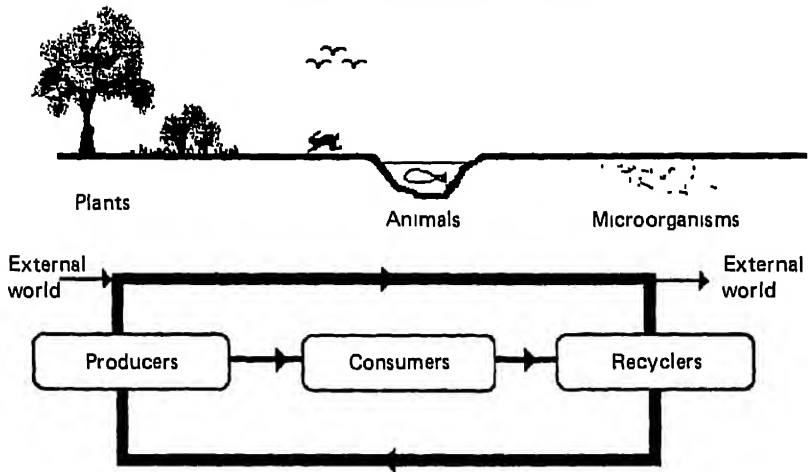 Plants
Animals
Microorganisms
External
world
External
world
Producers
Consumers
Recyclers